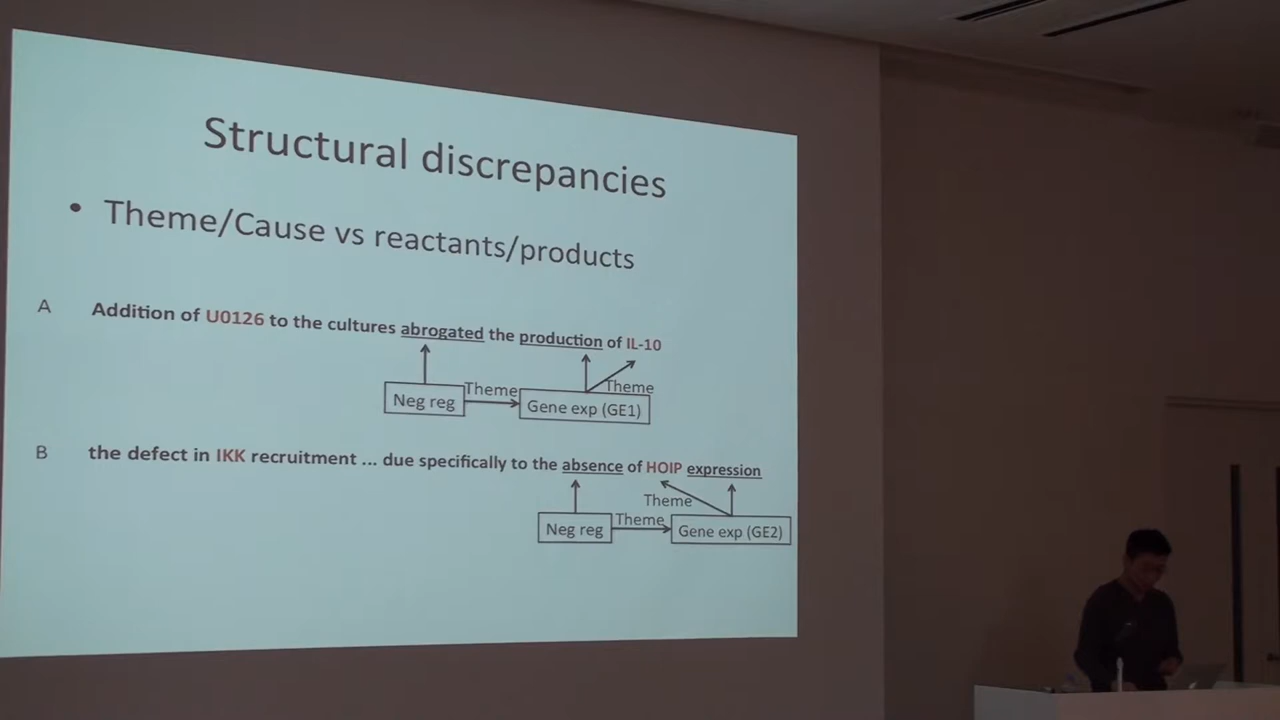 Structural discrepancies
• Theme/Cause vs reactants/products
A Addition of U0126 to the cultures abrogated the production of IL-10
Theme
Theme
Neg reg
Gene exp (GE1)
B the defect in IKK recruitment ... due specifically to the absence of HOIP expression
Theme
Theme
Neg reg
Gene exp (GE2)